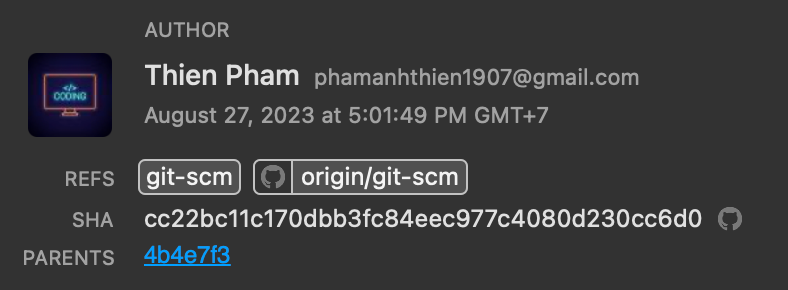 AUTHOR
</> CODING
Thien Pham phamanhthien1907@gmail.com
August 27, 2023 at 5:01:49 PM GMT+7
REFS git-scm origin/git-scm
SHA cc22bc11c170dbb3fc84eec977c4080d230cc6d0
PARENTS 4b4e7f3